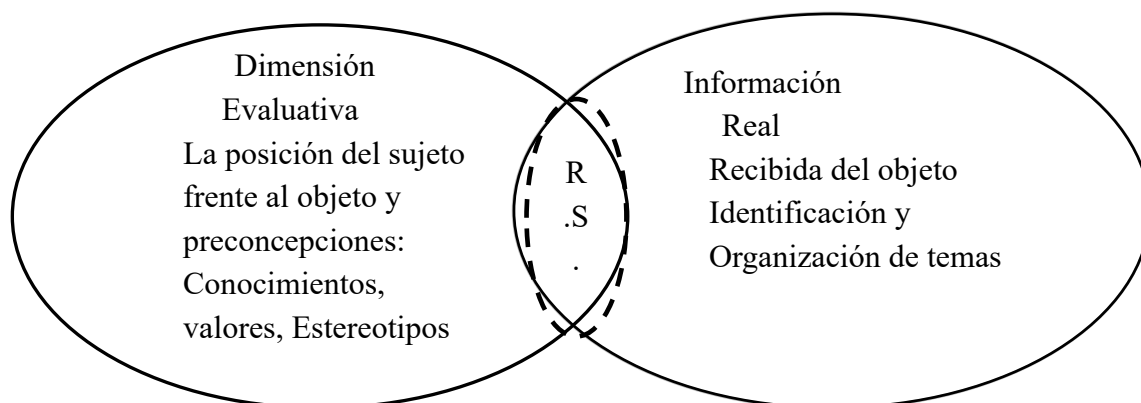 Dimensión
Evaluativa
La posición del sujeto
frente al objeto y
preconcepciones:
Conocimientos,
valores, Estereotipos
R
.S
.
Información
Real
Recibida del objeto
Identificación y
Organización de temas